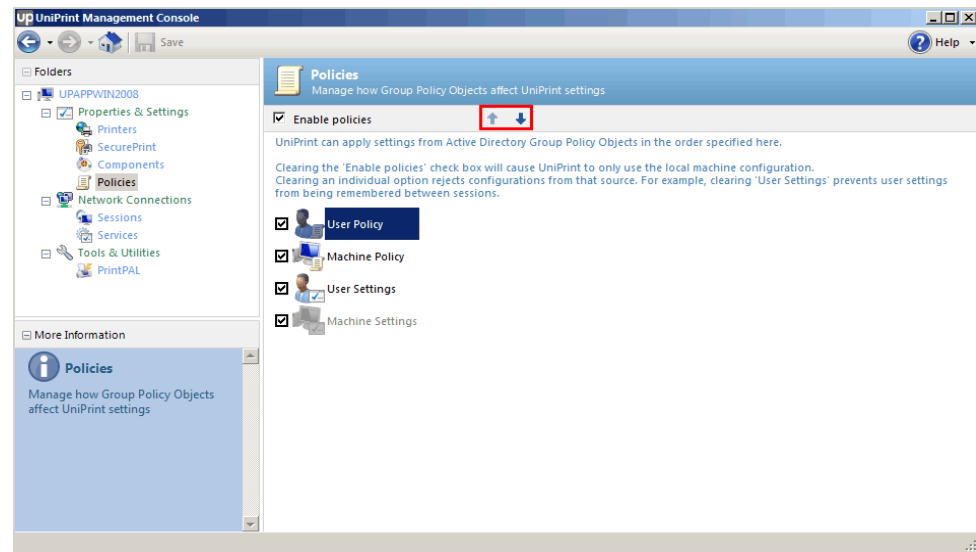 UniPrint Management Console
Save
Help
Folders
UPAPPWIN2008
Properties & Settings
Printers
SecurePrint
Components
Policies
Network Connections
Sessions
Services
Tools & Utilities
PrintPAL
More Information
Policies
Manage how Group Policy Objects
affect UniPrint settings
Policies
Manage how Group Policy Objects affect UniPrint settings
Enable policies
UniPrint can apply settings from Active Directory Group Policy Objects in the order specified here.
Clearing the 'Enable policies' check box will cause UniPrint to only use the local machine configuration.
Clearing an individual option rejects configurations from that source. For example, clearing 'User Settings' prevents user settings
from being remembered between sessions.
User Policy
Machine Policy
User Settings
Machine Settings